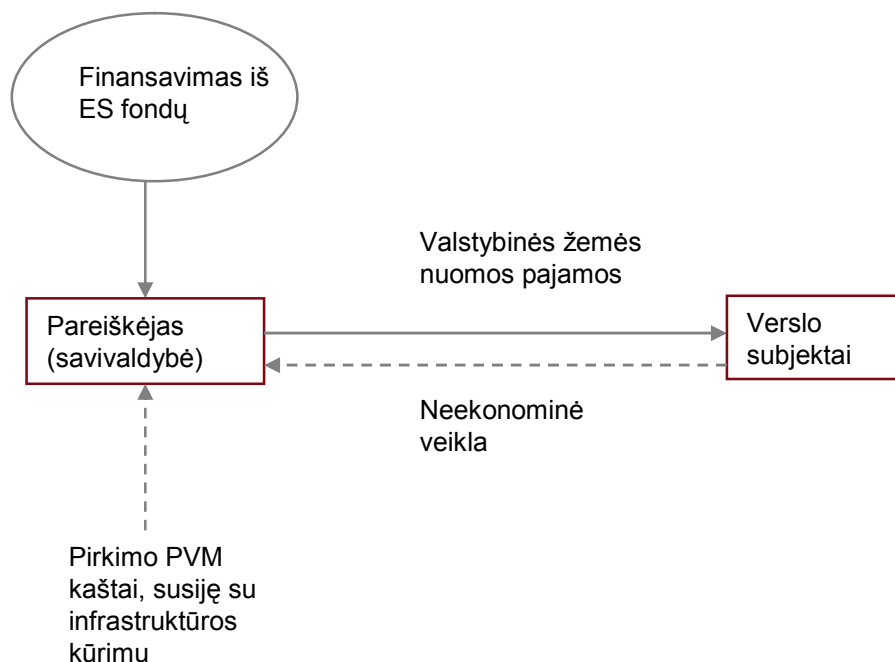 Finansavimas iš
ES fondų
Valstybinės žemės
nuomos pajamos
Pareiškėjas
(savivaldybė)
Verslo
subjektai
Neekonominė
veikla
Pirkimo PVM
kaštai, susiję su
infrastruktūros
kūrimu